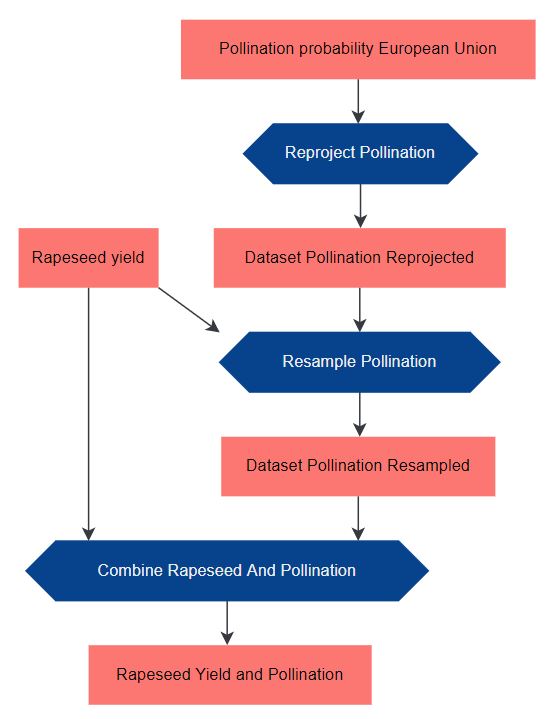 Pollination probability European Union
Reproject Pollination
Rapeseed yield
Dataset Pollination Reprojected
Resample Pollination
Dataset Pollination Resampled
Combine Rapeseed And Pollination
Rapeseed Yield and Pollination